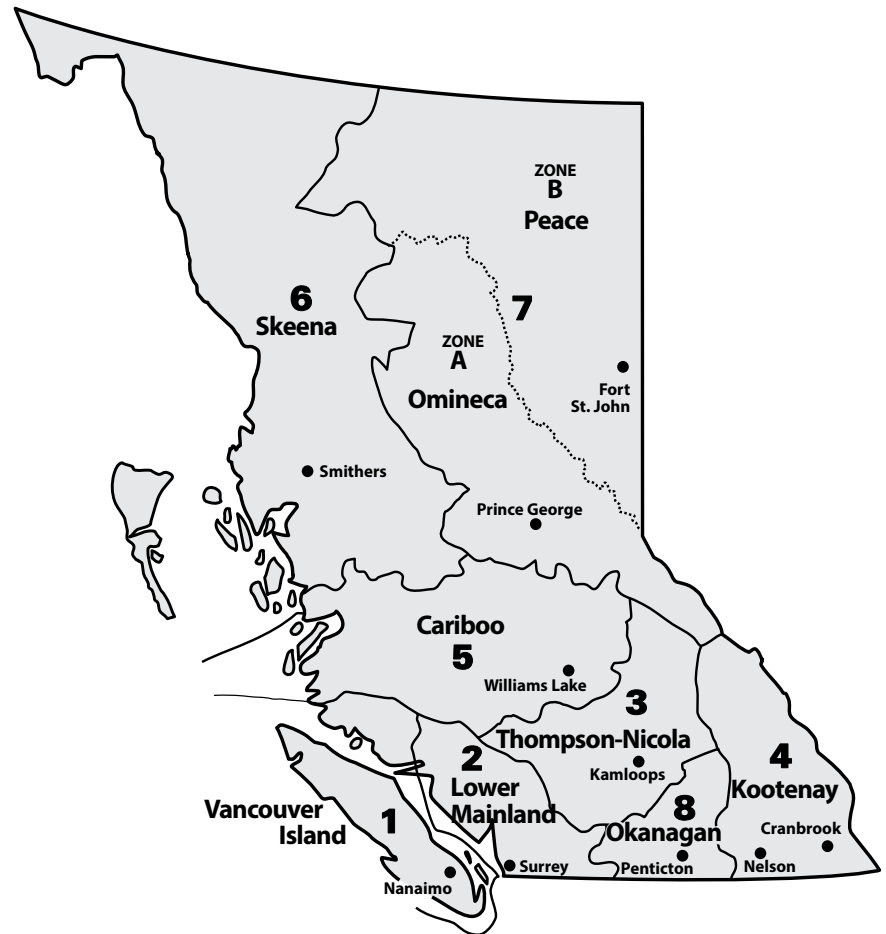 ZONE
B
Peace
7
6
Skeena
ZONE
A
Omineca
Fort
St. John
Smithers
Prince George
Cariboo
5
Williams Lake
3
Thompson-Nicola
Kamloops
2
Lower
Mainland
4
Kootenay
Vancouver
Island
1
8
Okanagan
Cranbrook
Surrey
Penticton
Nelson
Nanaimo